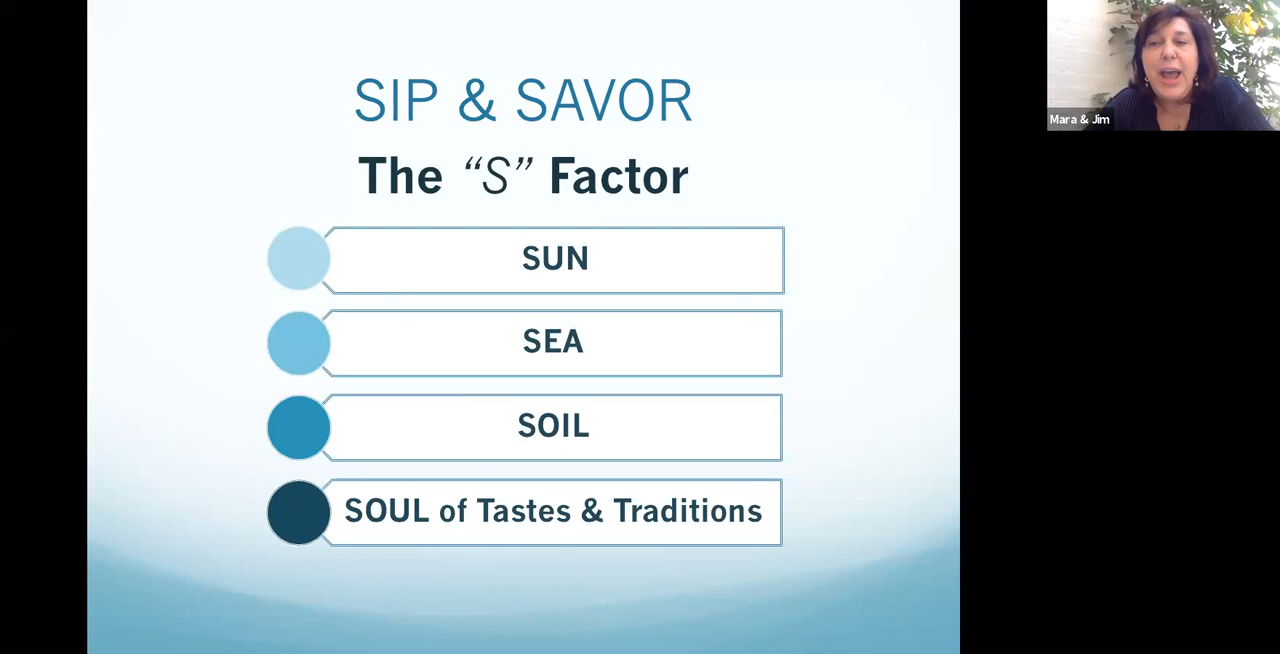 SIP & SAVOR
The “S” Factor
SUN
SEA
SOIL
SOUL of Tastes & Traditions
Mara & Jim